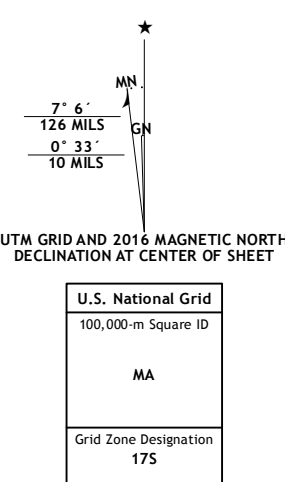 ★
MN
7° 6´
126 MILS
GN
0° 33´
10 MILS
UTM GRID AND 2016 MAGNETIC NORTH
DECLINATION AT CENTER OF SHEET
U.S. National Grid
100,000-m Square ID
MA
Grid Zone Designation
17S